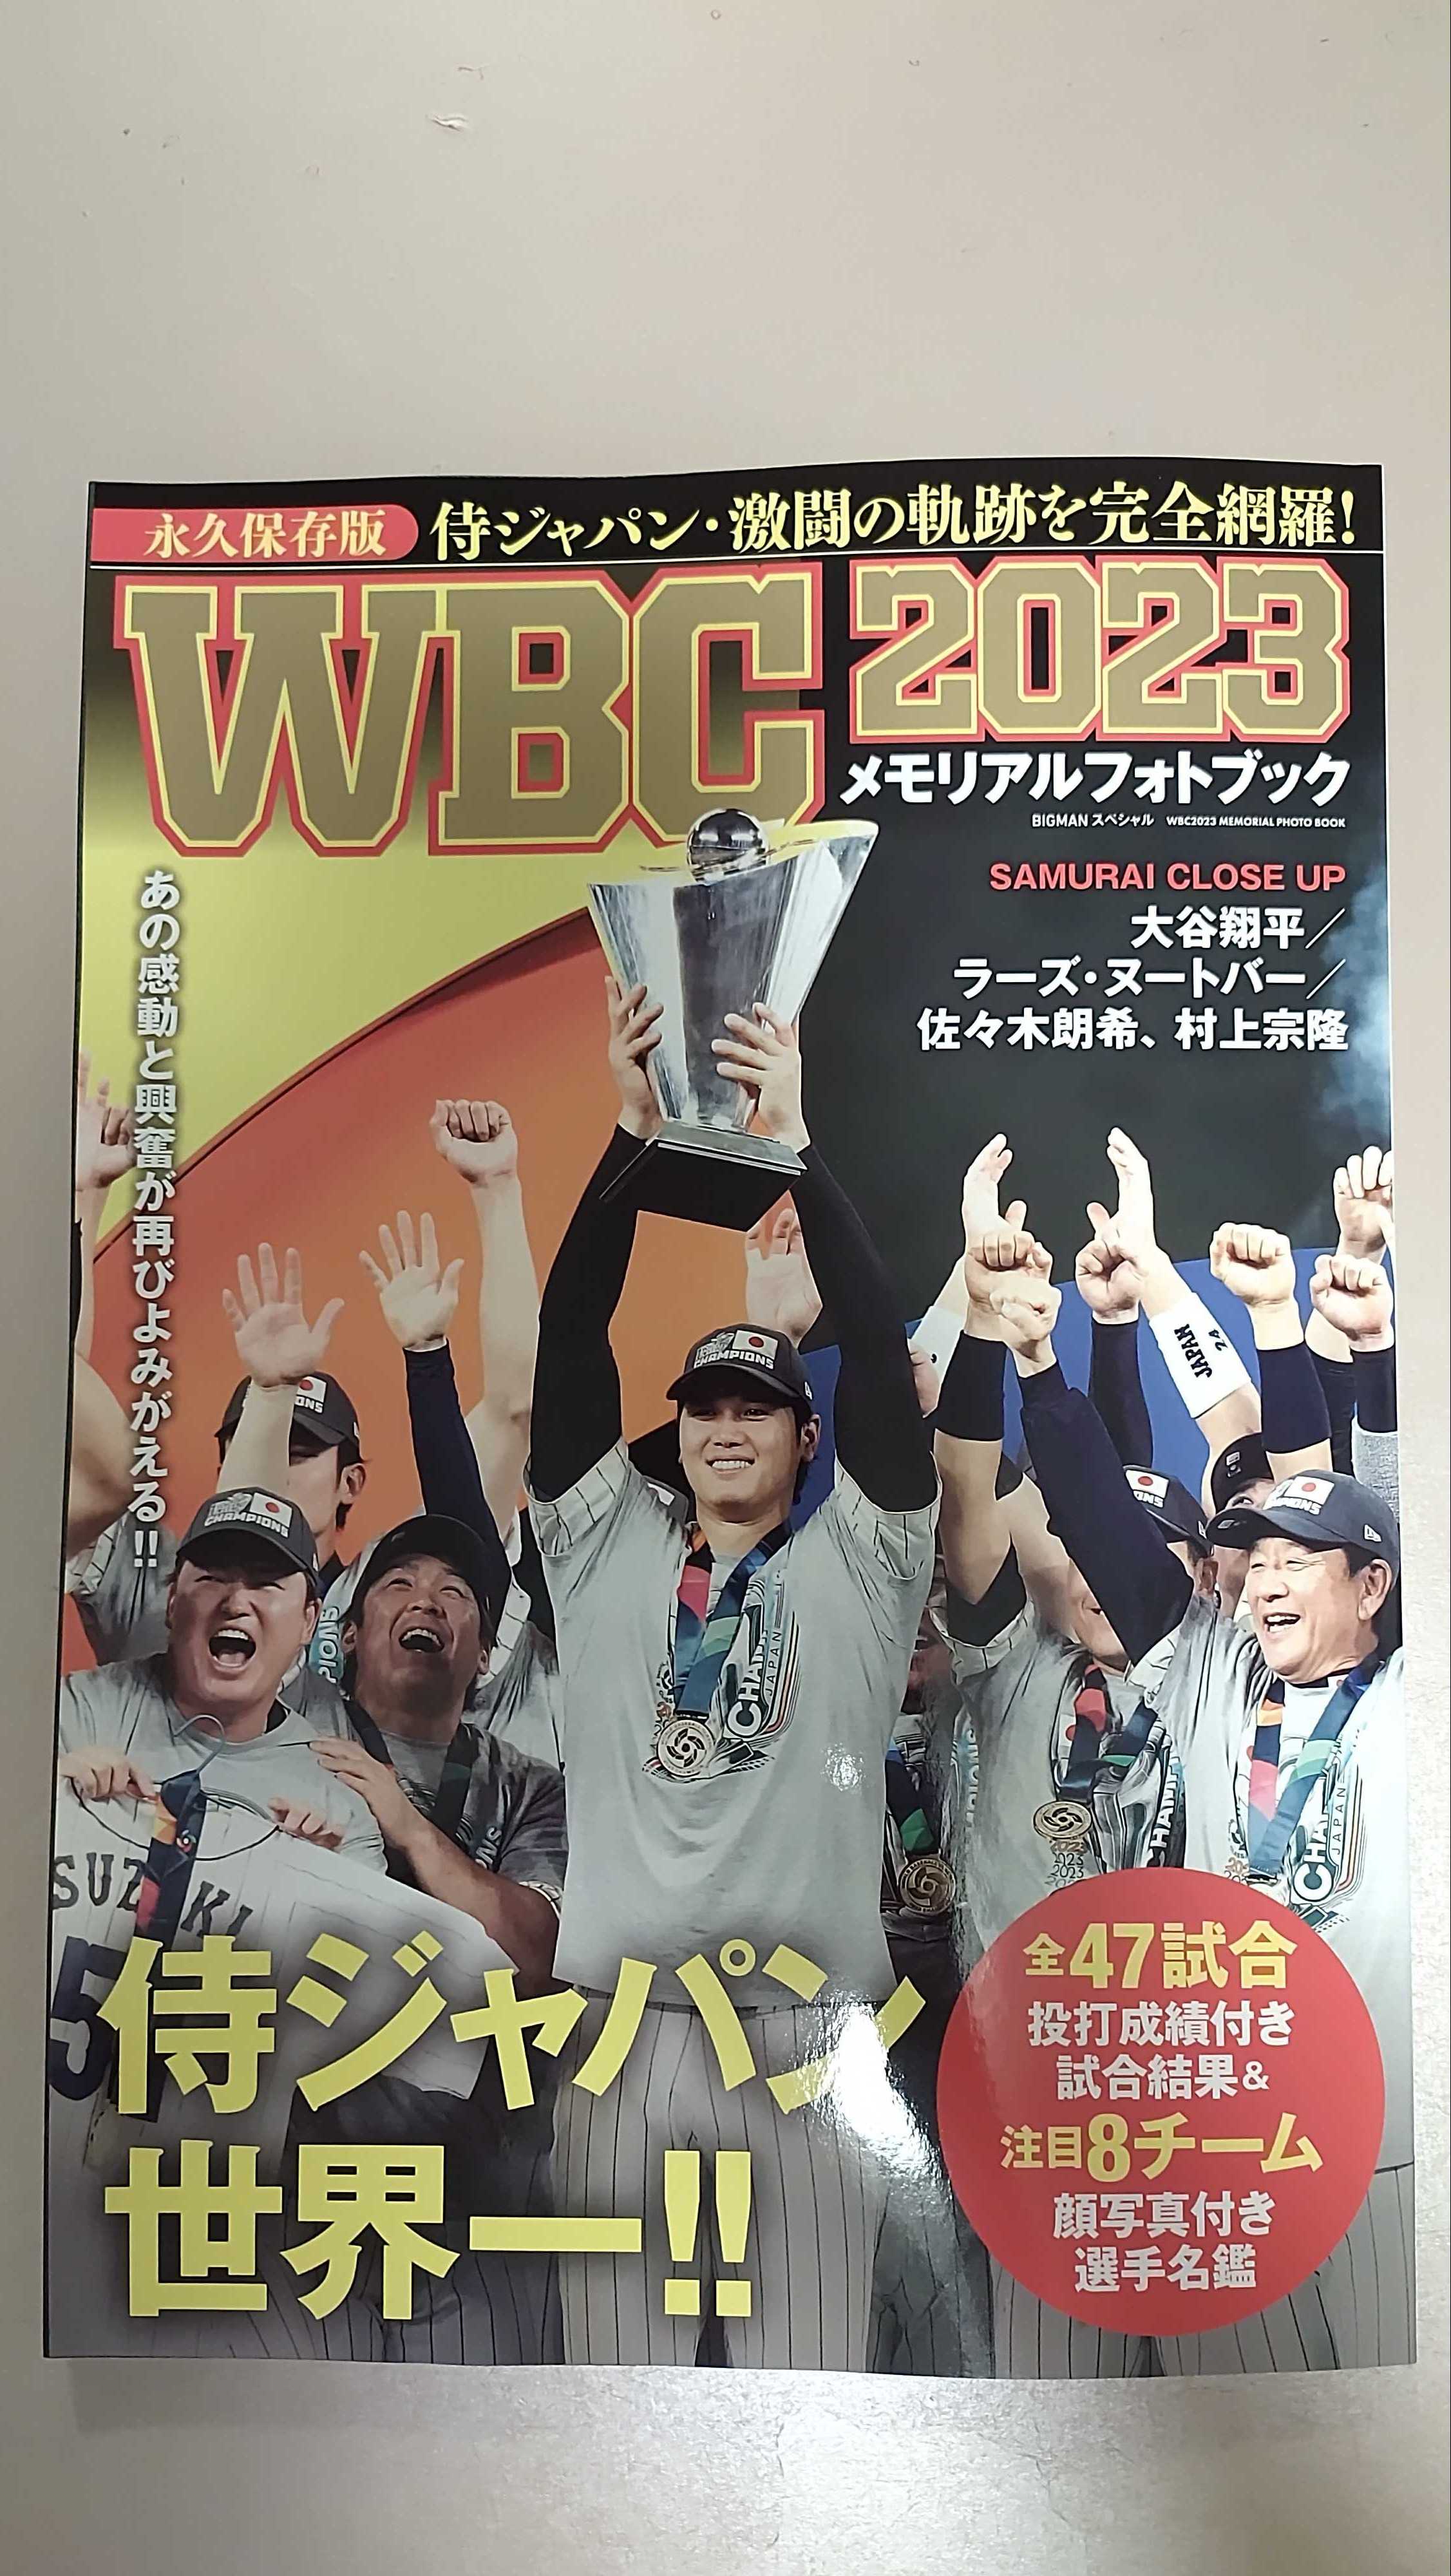 永久保存版
侍ジャパン・激闘の軌跡を完全網羅!
WBC 2023
メモリアルフォトブック
BIGMAN スペシャル WBC2023 MEMORIAL PHOTO BOOK
SAMURAI CLOSE UP
大谷翔平/
ラーズ・ヌートバー/
佐々木朗希、村上宗隆
あの感動と興奮が再びよみがえる!!
JAPAN
24
CHAMPIONS
CHAMPIONS
JAPAN
JAPAN
SUZUKI
侍ジャパン
世界一!!
全47試合
投打成績付き
試合結果&
注目8チーム
顔写真付き
選手名鑑